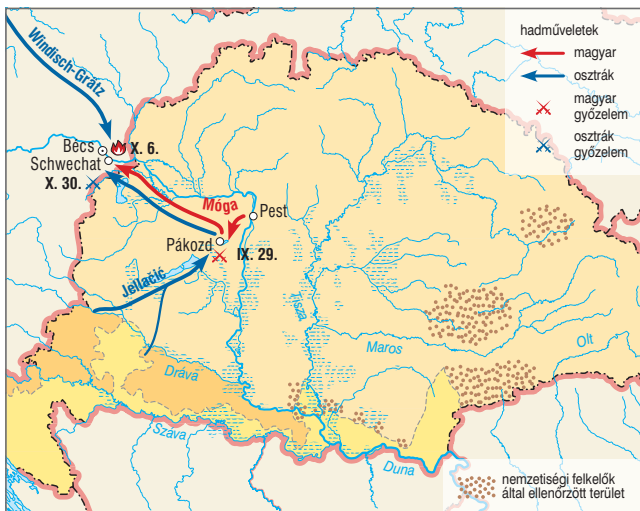 hadműveletek
magyar
osztrák
magyar
győzelem
osztrák
győzelem
Windisch-Grätz
Bécs
X. 6.
Schwechat
X. 30.
Móga
Pest
Pákozd
IX. 29.
Jellačić
Tisza
Maros
Olt
Dráva
Száva
Duna
nemzetiségi felkelők
által ellenőrzött terület